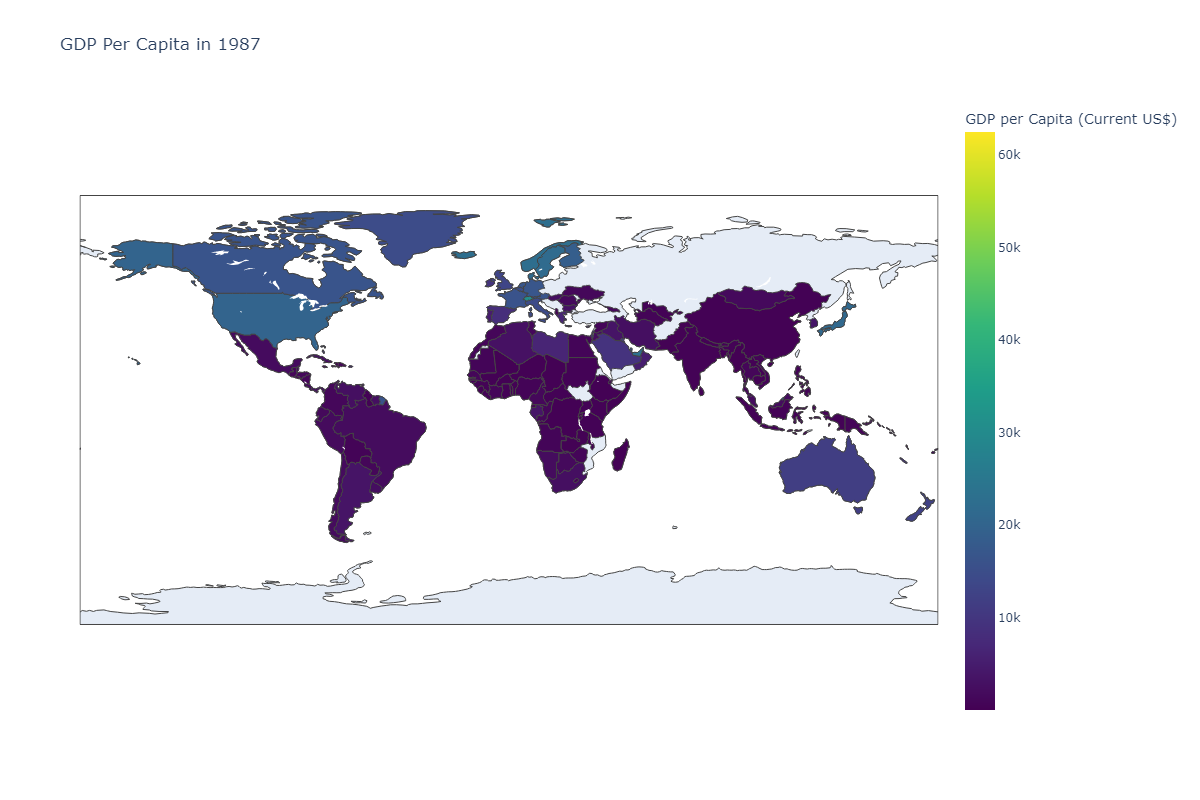 GDP Per Capita in 1987
GDP per Capita (Current US$)
60k
50k
40k
30k
20k
10k